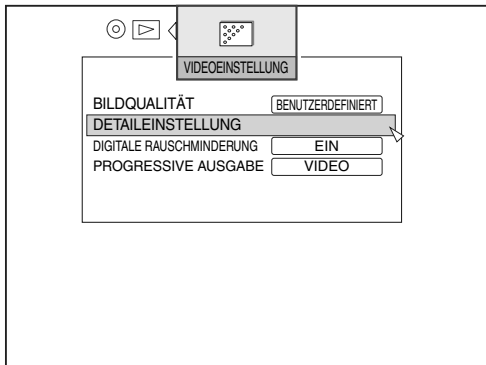 VIDEOEINSTELLUNG
BILDQUALITÄT BENUTZERDEFINIERT
DETAILEINSTELLUNG
DIGITALE RAUSCHMINDERUNG EIN
PROGRESSIVE AUSGABE VIDEO